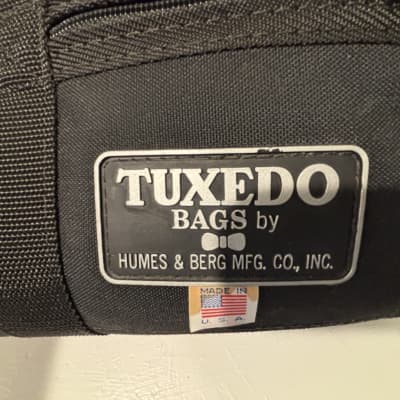 TUXEDO
BAGS by
HUMES & BERG MFG. CO., INC.
MADE IN
U. S. A.